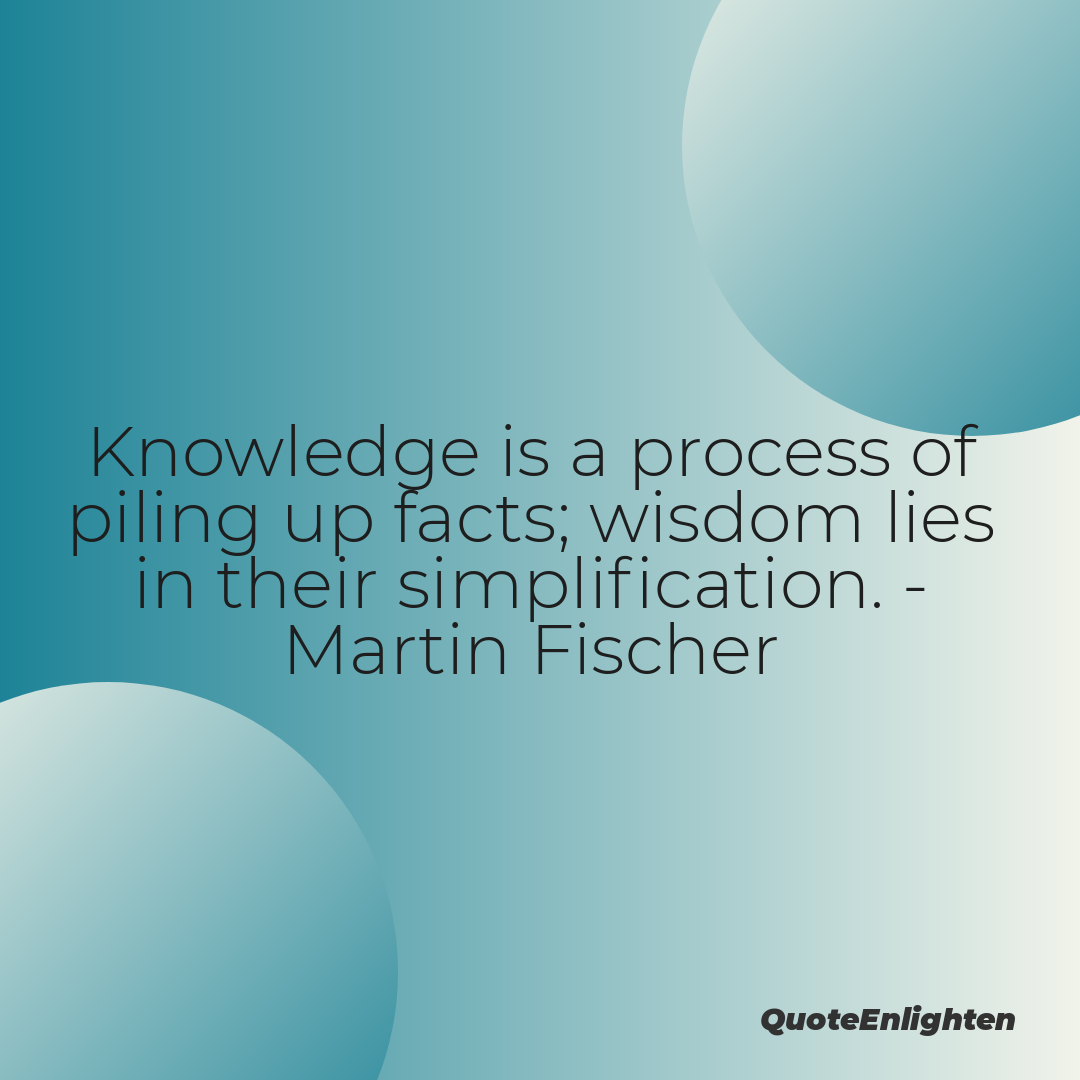 Knowledge is a process of
piling up facts; wisdom lies
in their simplification. -
Martin Fischer
QuoteEnlighten